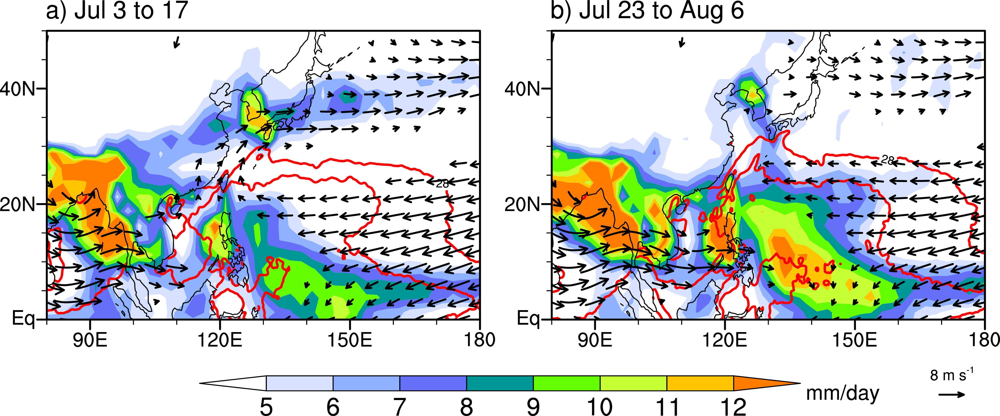 a) Jul 3 to 17
b) Jul 23 to Aug 6
40N
20N
Eq
90E 120E 150E 180
28
40N
20N
Eq
90E 120E 150E 180
28
5 6 7 8 9 10 11 12
mm/day
8 m s-1